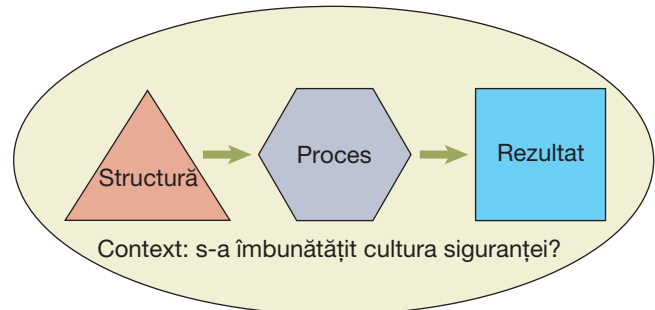 Structură
Proces
Rezultat
Context: s-a îmbunătățit cultura siguranței?